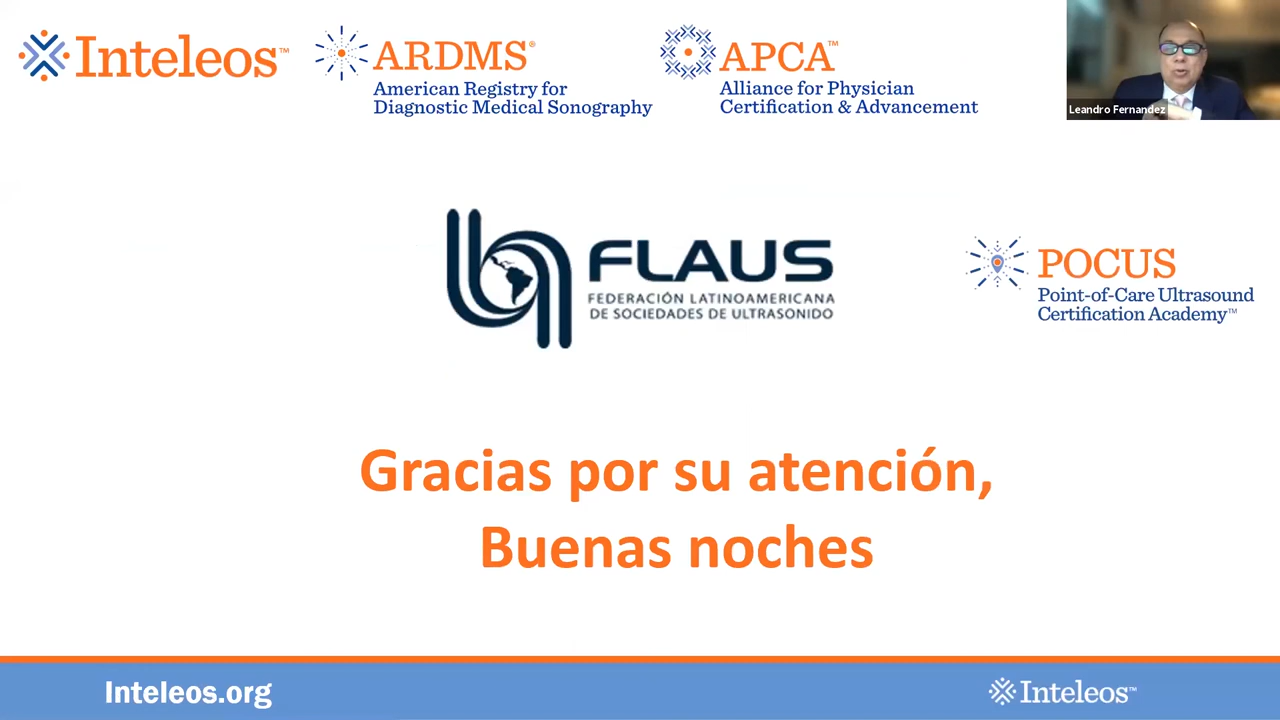 Inteleos™
ARDMS®
American Registry for
Diagnostic Medical Sonography
APCA™
Alliance for Physician
Certification & Advancement
Leandro Fernandez
FLAUS
FEDERACIÓN LATINOAMERICANA
DE SOCIEDADES DE ULTRASONIDO
POCUS
Point-of-Care Ultrasound
Certification Academy™
Gracias por su atención,
Buenas noches
Inteleos.org
Inteleos™